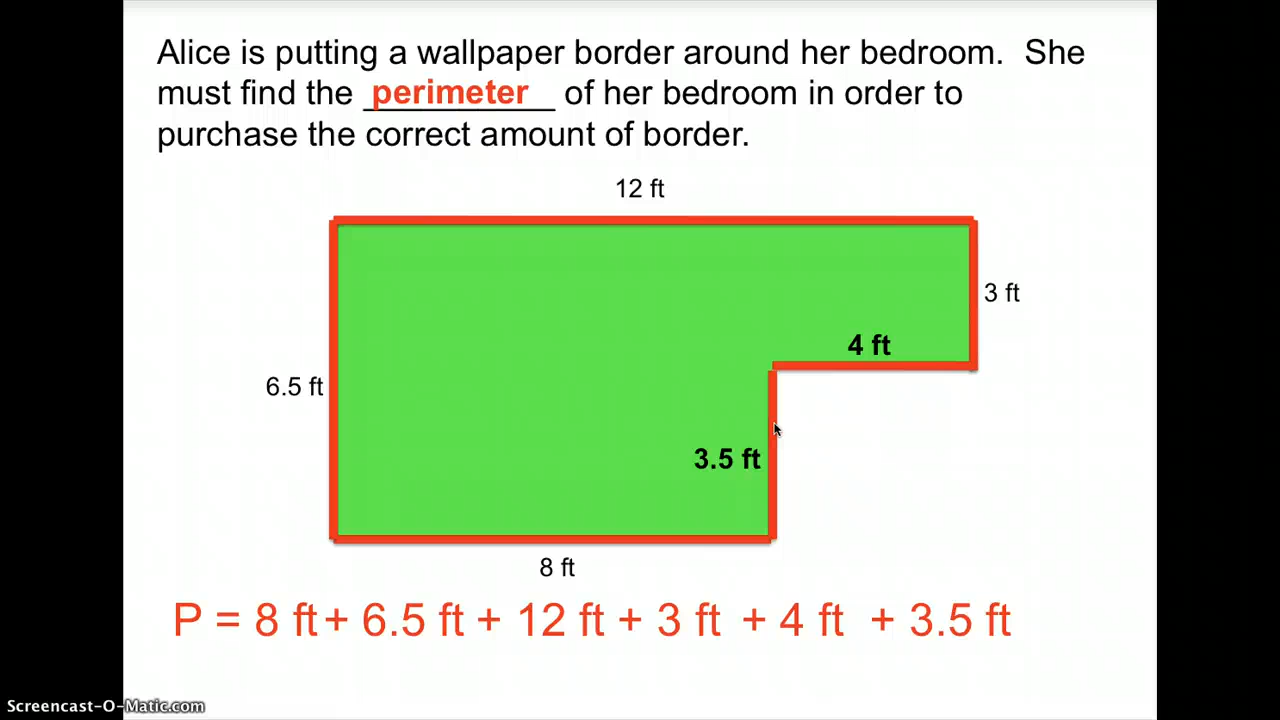 Alice is putting a wallpaper border around her bedroom. She
must find the perimeter of her bedroom in order to
purchase the correct amount of border.
12 ft
3 ft
4 ft
6.5 ft
3.5 ft
8 ft
P = 8 ft + 6.5 ft + 12 ft + 3 ft + 4 ft + 3.5 ft
Screencast-O-Matic.com